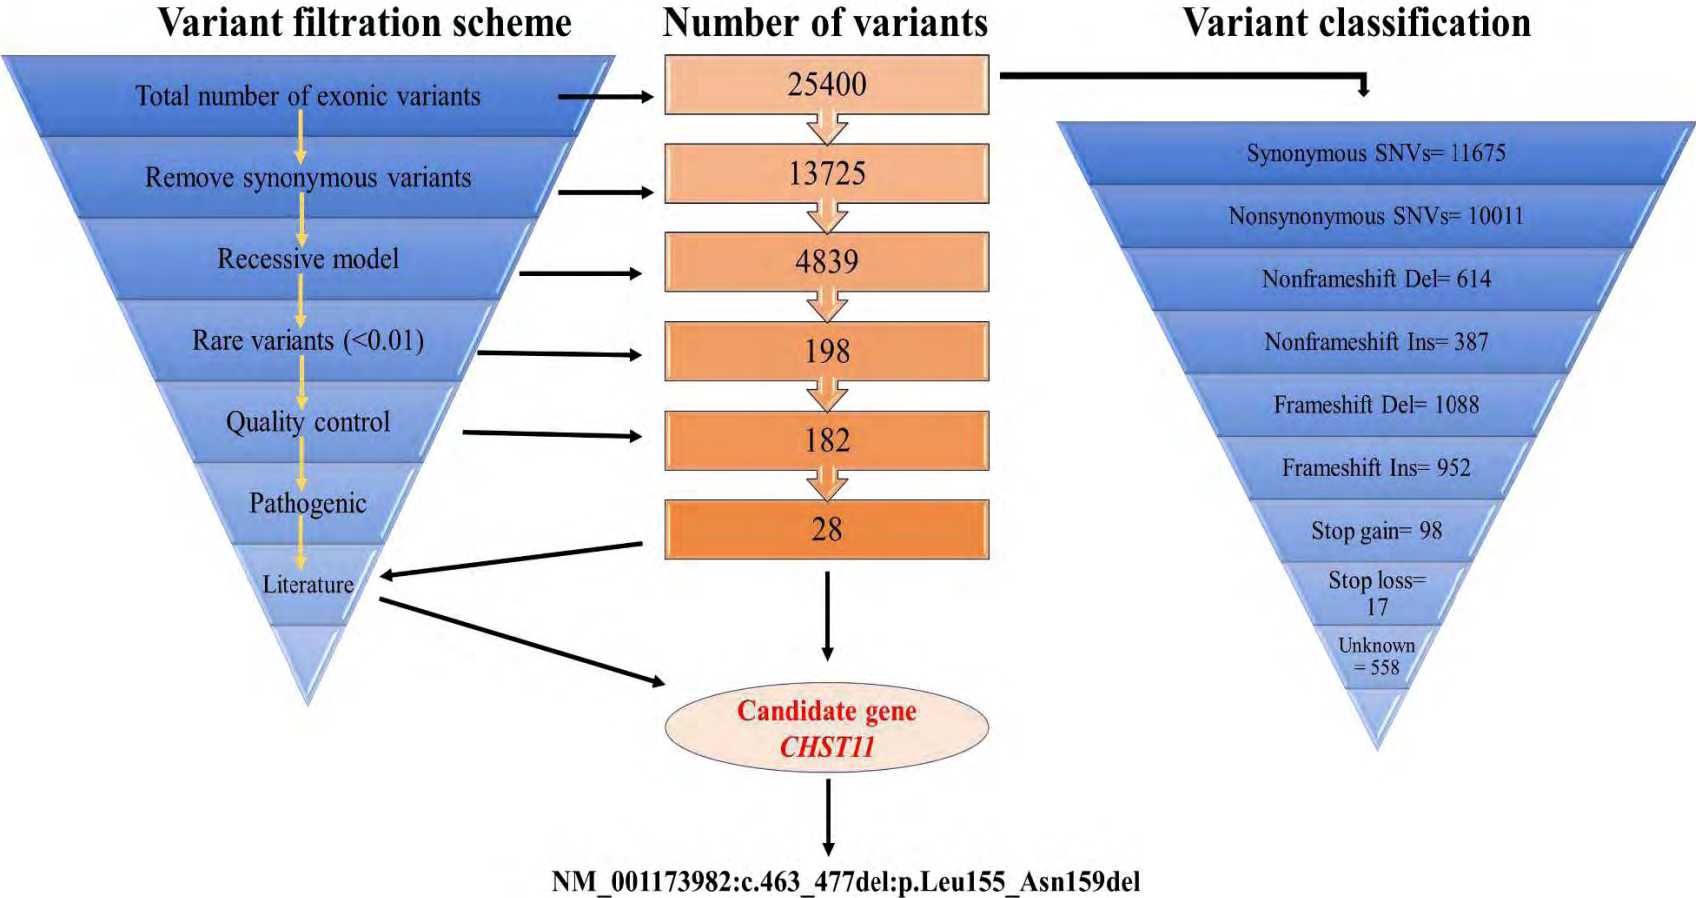 Variant filtration scheme
Total number of exonic variants
Remove synonymous variants
Recessive model
Rare variants (<0.01)
Quality control
Pathogenic
Literature
Number of variants
25400
13725
4839
198
182
28
Candidate gene
CHST11
NM_001173982:c.463_477del:p.Leu155_Asn159del
Variant classification
Synonymous SNVs= 11675
Nonsynonymous SNVs= 10011
Nonframeshift Del= 614
Nonframeshift Ins= 387
Frameshift Del= 1088
Frameshift Ins= 952
Stop gain= 98
Stop loss=
17
Unknown
= 558